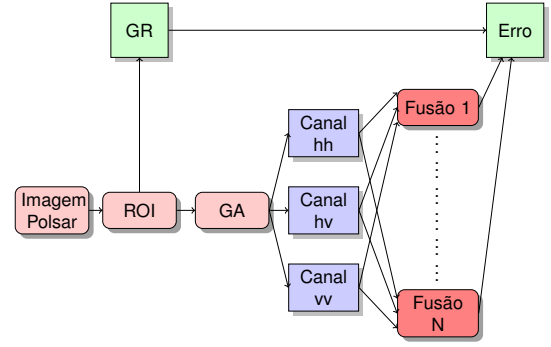 GR
Erro
Canal
hh
Fusão 1
Imagem
Polsar
ROI
GA
Canal
hv
Canal
vv
Fusão
N